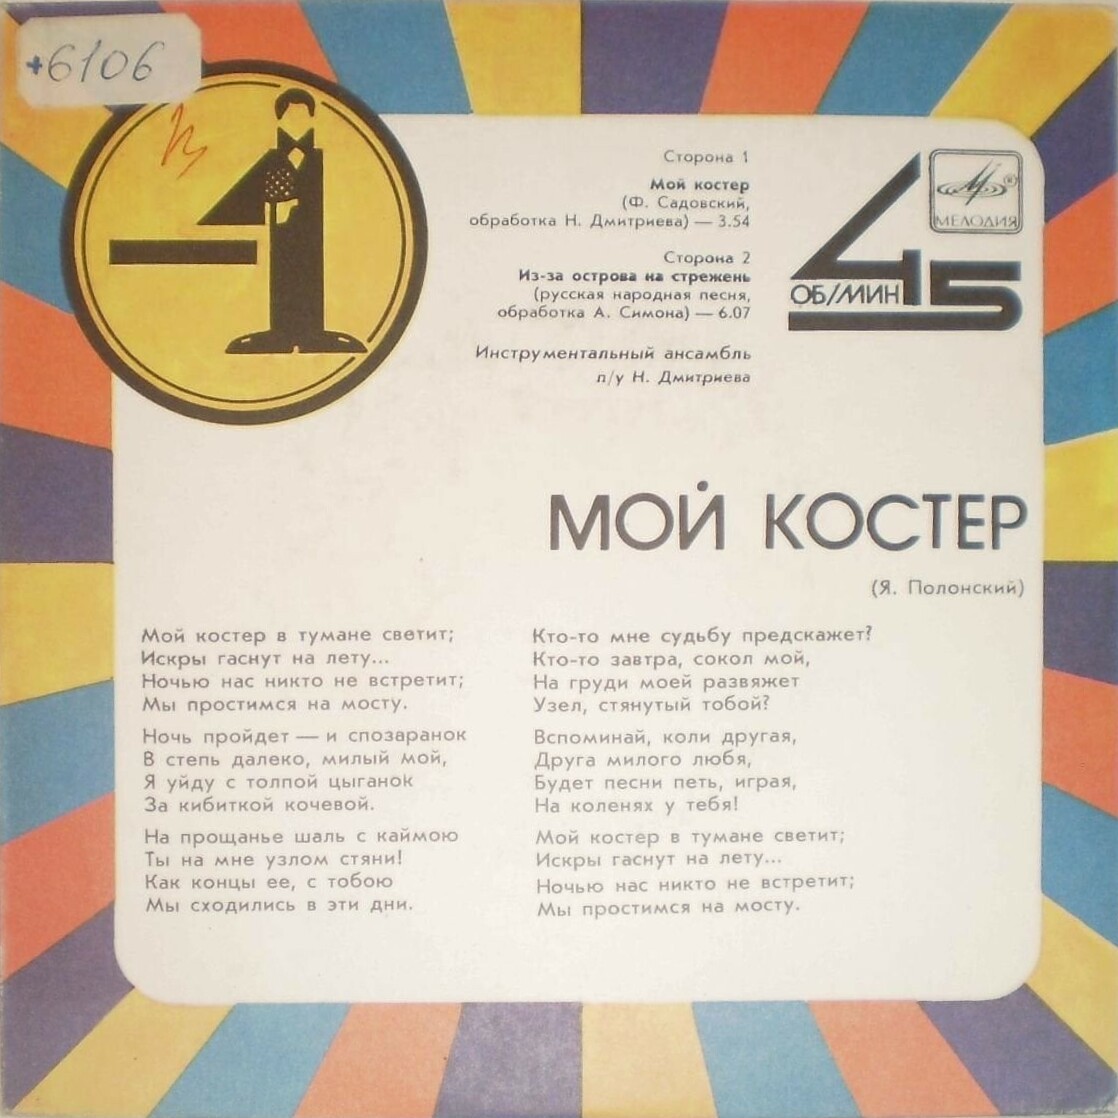 +6106
Сторона 1
Мой костер
(Ф. Садовский,
обработка Н. Дмитриева) — 3.54
Сторона 2
Из-за острова на стрежень
(русская народная песня,
обработка А. Симона) — 6.07
Инструментальный ансамбль
п/у Н. Дмитриева
45
ОБ/МИН
МЕЛОДИЯ
®
МОЙ КОСТЕР
(Я. Полонский)
Мой костер в тумане светит;
Искры гаснут на лету...
Ночью нас никто не встретит;
Мы простимся на мосту.
Ночь пройдет — и спозаранок
В степь далеко, милый мой,
Я уйду с толпой цыганок
За кибиткой кочевой.
На прощанье шаль с каймою
Ты на мне узлом стяни!
Как концы ее, с тобою
Мы сходились в эти дни.
Кто-то мне судьбу предскажет?
Кто-то завтра, сокол мой,
На груди моей развяжет
Узел, стянутый тобой?
Вспоминай, коли другая,
Друга милого любя,
Будет песни петь, играя,
На коленях у тебя!
Мой костер в тумане светит;
Искры гаснут на лету...
Ночью нас никто не встретит;
Мы простимся на мосту.